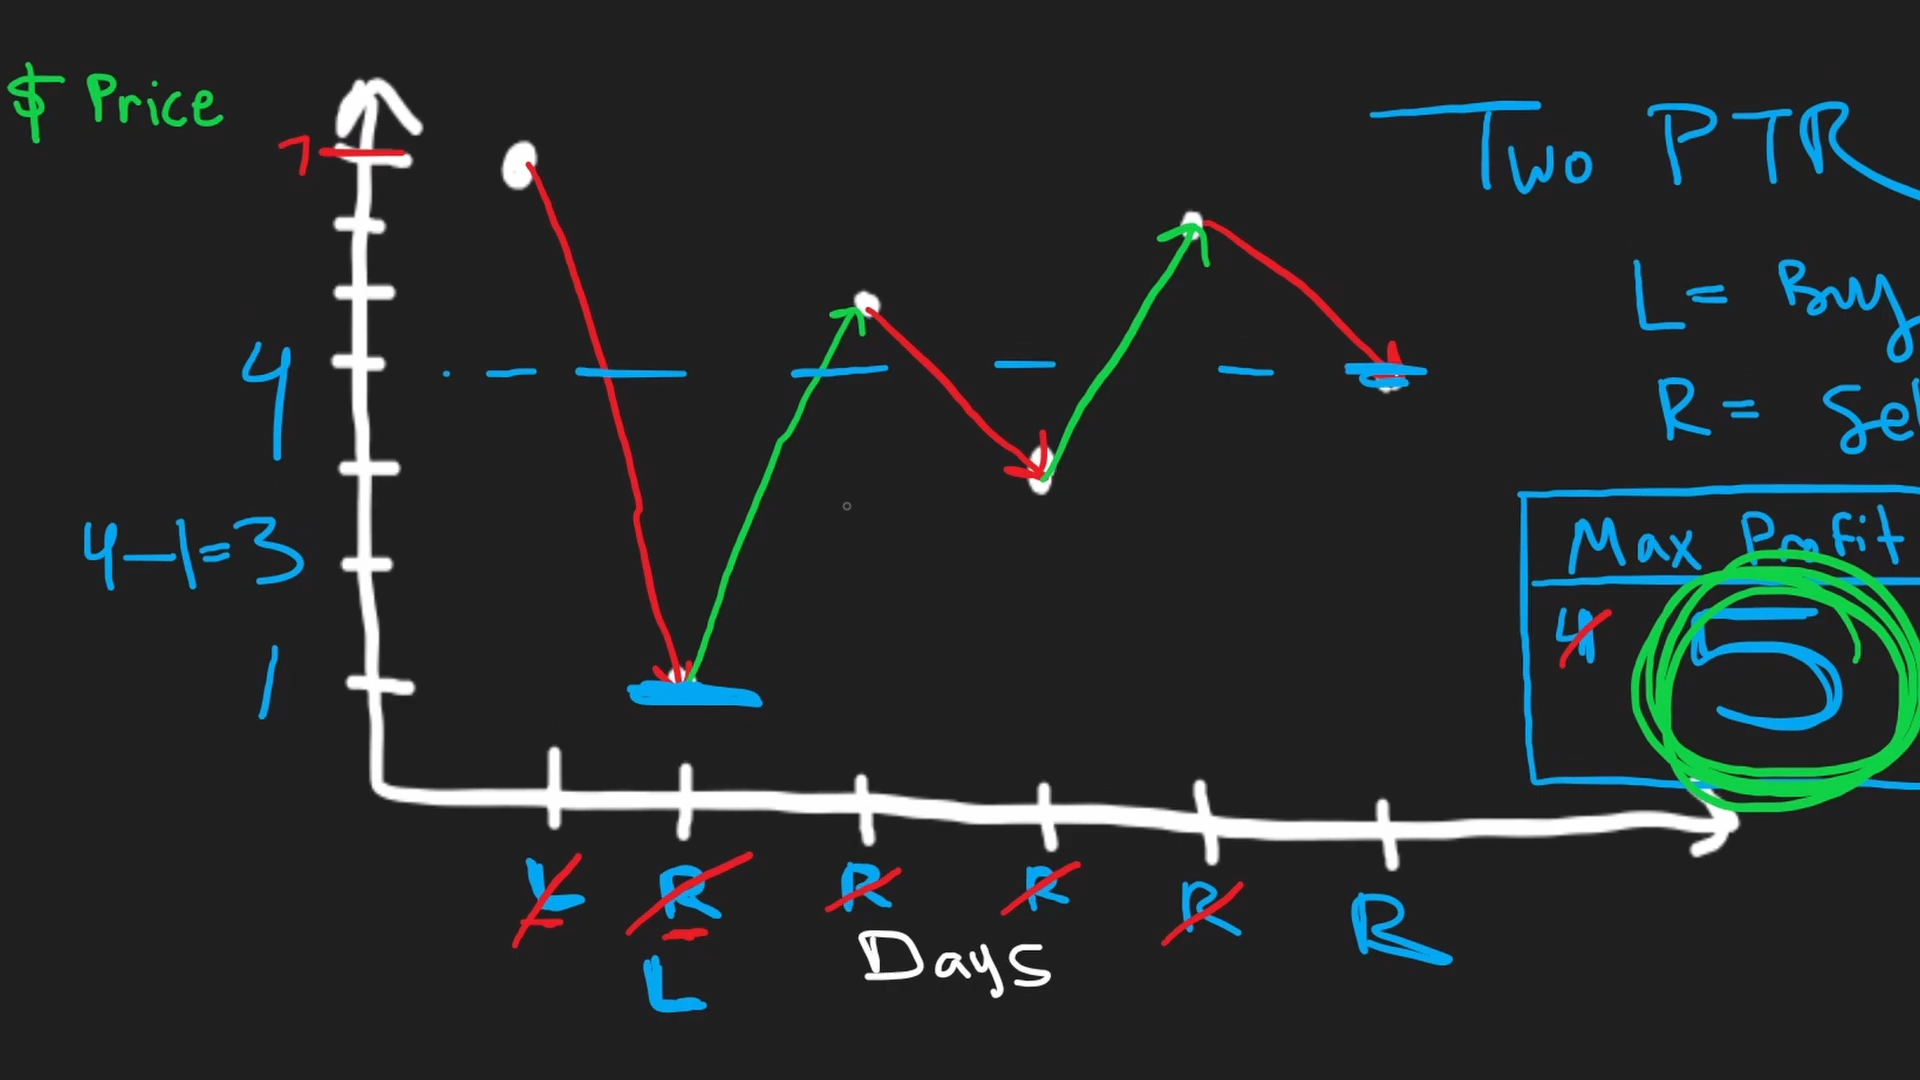 $ Price
7
Two PTR
L = Buy
4
R = Sel
4-1=3
Max Profit
4 5
1
L R R R R R
Days
L